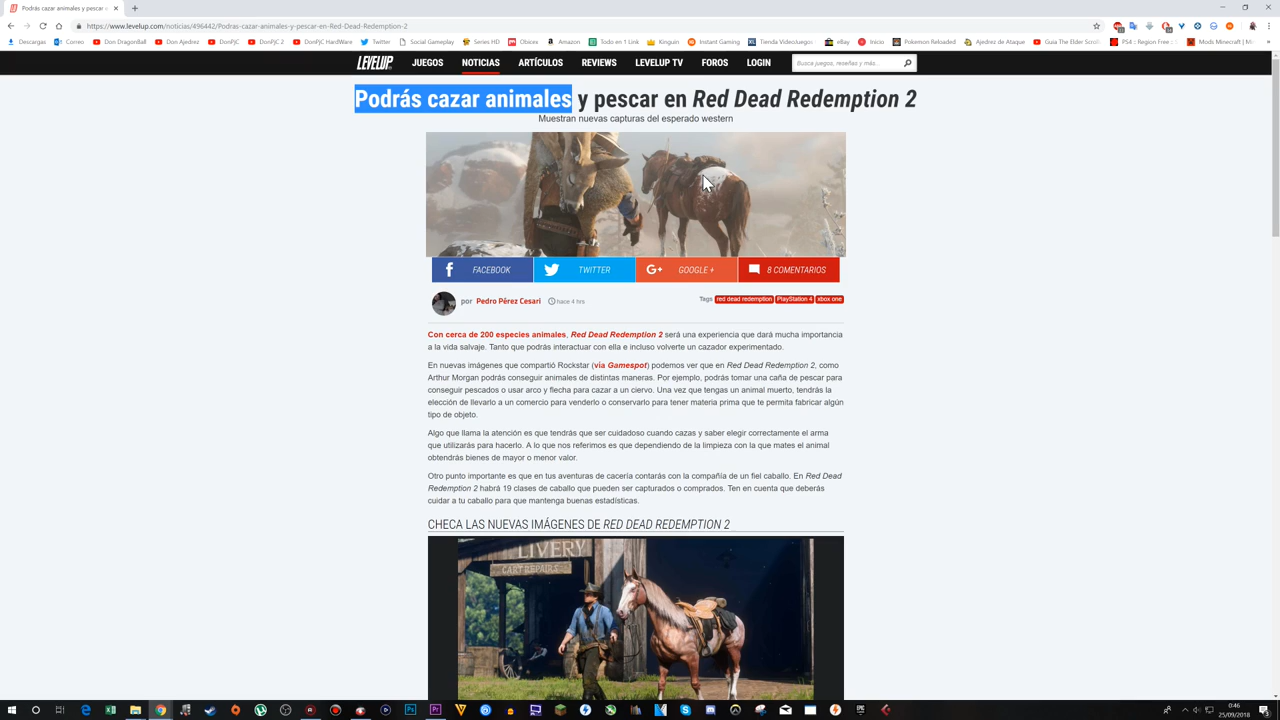 Podrás cazar animales y pescar e
https://www.levelup.com/noticias/496442/Podras-cazar-animales-y-pescar-en-Red-Dead-Redemption-2
Descargas Correo Don DragonBall Don Ajedrez DonPjC DonPjC 2 DonPjC HardWare Twitter Social Gameplay Series HD Obicex Amazon Todo en 1 Link Kinguin Instant Gaming Tienda VideoJuegos eBay Inicio Pokemon Reloaded Ajedrez de Ataque Guia The Elder Scroll PS4 :: Region Free Mods Minecraft | M
LEVELUP JUEGOS NOTICIAS ARTÍCULOS REVIEWS LEVELUP TV FOROS LOGIN Busca juegos, reseñas y más...
Podrás cazar animales y pescar en Red Dead Redemption 2
Muestran nuevas capturas del esperado western
FACEBOOK TWITTER GOOGLE + 8 COMENTARIOS
por Pedro Pérez Cesari hace 4 hrs Tags red dead redemption PlayStation 4 xbox one
Con cerca de 200 especies animales, Red Dead Redemption 2 será una experiencia que dará mucha importancia
a la vida salvaje. Tanto que podrás interactuar con ella e incluso volverte un cazador experimentado.
En nuevas imágenes que compartió Rockstar (vía Gamespot) podemos ver que en Red Dead Redemption 2, como
Arthur Morgan podrás conseguir animales de distintas maneras. Por ejemplo, podrás tomar una caña de pescar para
conseguir pescados o usar arco y flecha para cazar a un ciervo. Una vez que tengas un animal muerto, tendrás la
elección de llevarlo a un comercio para venderlo o conservarlo para tener materia prima que te permita fabricar algún
tipo de objeto.
Algo que llama la atención es que tendrás que ser cuidadoso cuando cazas y saber elegir correctamente el arma
que utilizarás para hacerlo. A lo que nos referimos es que dependiendo de la limpieza con la que mates el animal
obtendrás bienes de mayor o menor valor.
Otro punto importante es que en tus aventuras de cacería contarás con la compañía de un fiel caballo. En Red Dead
Redemption 2 habrá 19 clases de caballo que pueden ser capturados o comprados. Ten en cuenta que deberás
cuidar a tu caballo para que mantenga buenas estadísticas.
CHECA LAS NUEVAS IMÁGENES DE RED DEAD REDEMPTION 2
LIVERY
CART REPAIRS
0:46
25/09/2018